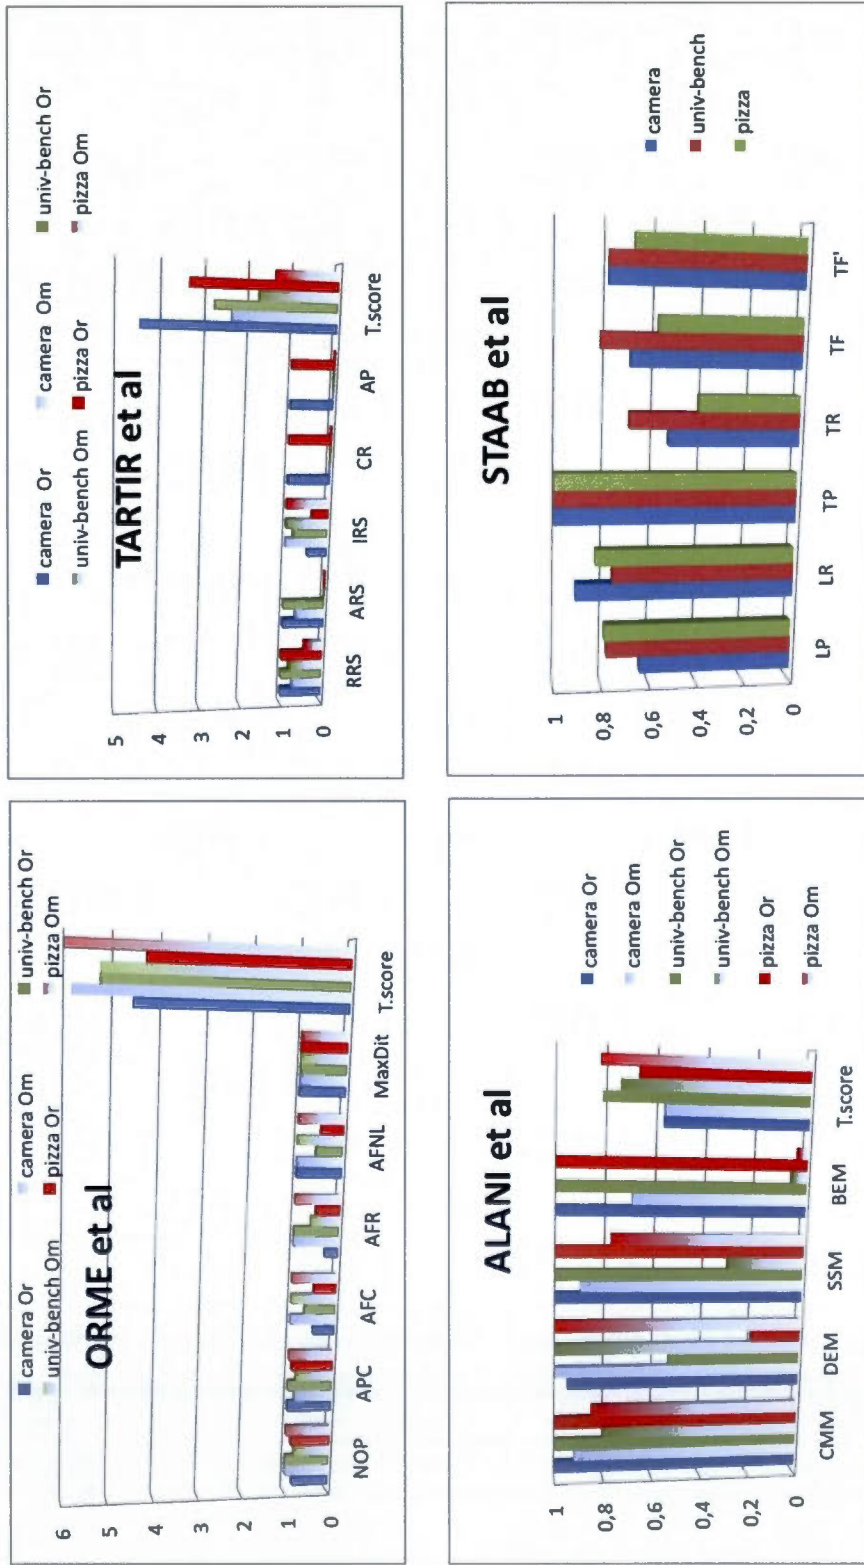 camera Or camera Om univ-bench Or
univ-bench Om pizza Or pizza Om
ORME et al
6
5
4
3
2
1
0
NOP APC AFC AFR AFNL MaxDit T.score
camera Or camera Om univ-bench Or
univ-bench Om pizza Or pizza Om
TARTIR et al
5
4
3
2
1
0
RRS ARS IRS CR AP T.score
ALANI et al
1
0,8
0,6
0,4
0,2
0
CMM DEM SSM BEM T.score
camera Or
camera Om
univ-bench Or
univ-bench Om
pizza Or
pizza Om
STAAB et al
1
0,8
0,6
0,4
0,2
0
LP LR TP TR TF TF'
camera
univ-bench
pizza